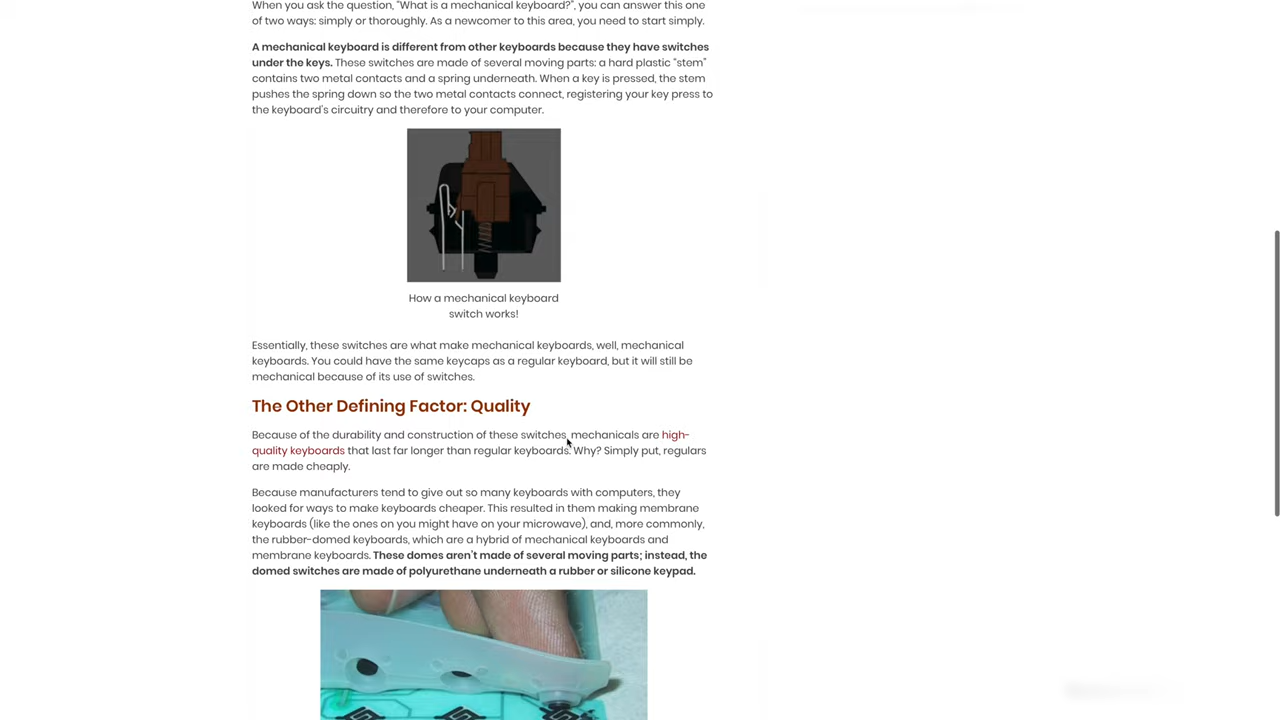 When you ask the question, "What is a mechanical keyboard?", you can answer this one
of two ways: simply or thoroughly. As a newcomer to this area, you need to start simply.
A mechanical keyboard is different from other keyboards because they have switches
under the keys. These switches are made of several moving parts: a hard plastic "stem"
contains two metal contacts and a spring underneath. When a key is pressed, the stem
pushes the spring down so the two metal contacts connect, registering your key press to
the keyboard's circuitry and therefore to your computer.
How a mechanical keyboard
switch works!
Essentially, these switches are what make mechanical keyboards, well, mechanical
keyboards. You could have the same keycaps as a regular keyboard, but it will still be
mechanical because of its use of switches.
The Other Defining Factor: Quality
Because of the durability and construction of these switches, mechanicals are high-
quality keyboards that last far longer than regular keyboards. Why? Simply put, regulars
are made cheaply.
Because manufacturers tend to give out so many keyboards with computers, they
looked for ways to make keyboards cheaper. This resulted in them making membrane
keyboards (like the ones on you might have on your microwave), and, more commonly,
the rubber-domed keyboards, which are a hybrid of mechanical keyboards and
membrane keyboards. These domes aren't made of several moving parts; instead, the
domed switches are made of polyurethane underneath a rubber or silicone keypad.